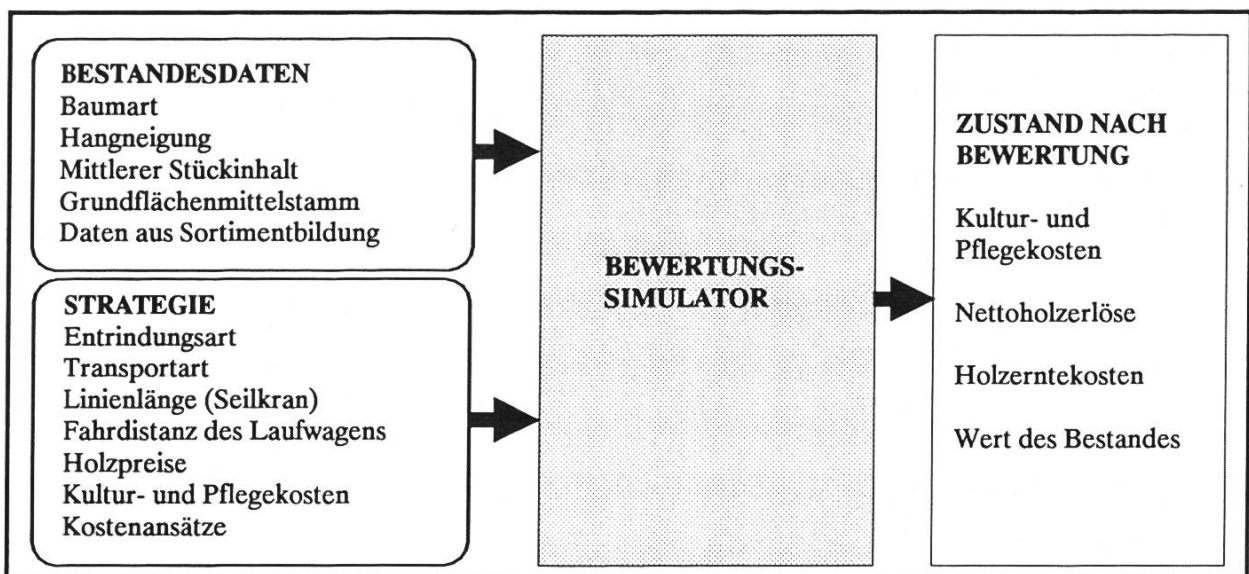 BESTANDESDATEN
Baumart
Hangneigung
Mittlerer Stückinhalt
Grundflächenmittelstamm
Daten aus Sortimentbildung
STRATEGIE
Entrindungsart
Transportart
Linienlänge (Seilkran)
Fahrdistanz des Laufwagens
Holzpreise
Kultur- und Pflegekosten
Kostenansätze
BEWERTUNGS-
SIMULATOR
ZUSTAND NACH
BEWERTUNG
Kultur- und
Pflegekosten
Nettoholzerlöse
Holzerntekosten
Wert des Bestandes